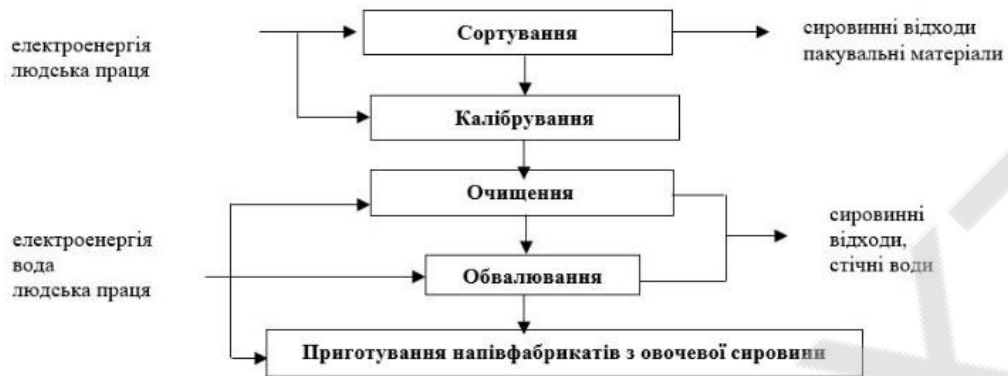 електроенергія
людська праця
Сортування
сировинні відходи
пакувальні матеріали
Калібрування
Очищення
електроенергія
вода
людська праця
сировинні
відходи,
стічні води
Обвалювання
Приготування напівфабрикатів з овочевої сировини